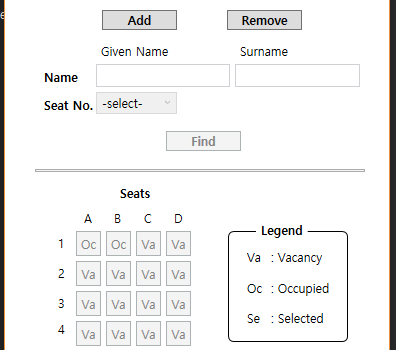 Add Remove
Given Name Surname
Name
Seat No. -select-
Find
Seats
A B C D
1 Oc Oc Va Va
2 Va Va Va Va
3 Va Va Va Va
4 Va Va Va Va
Legend
Va : Vacancy
Oc : Occupied
Se : Selected